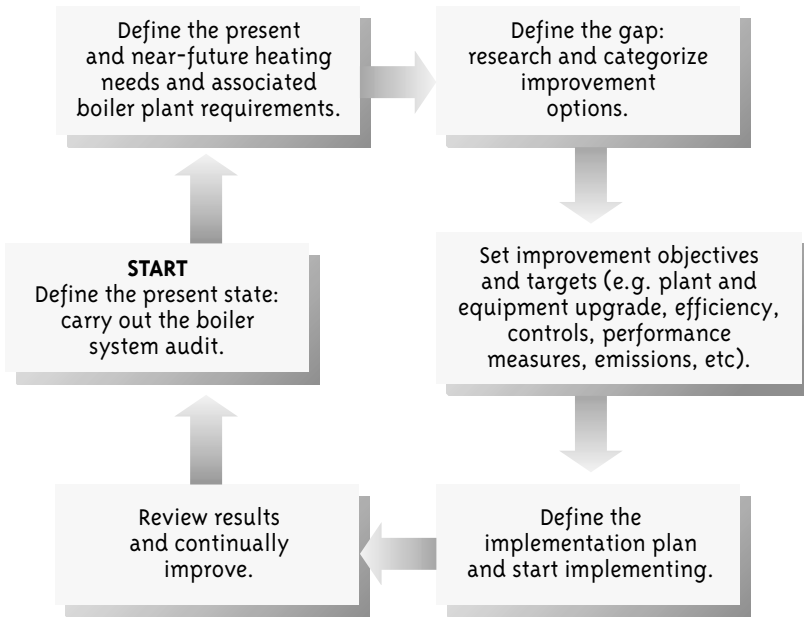 Define the present
and near-future heating
needs and associated
boiler plant requirements.
Define the gap:
research and categorize
improvement
options.
Set improvement objectives
and targets (e.g. plant and
equipment upgrade, efficiency,
controls, performance
measures, emissions, etc).
Define the
implementation plan
and start implementing.
Review results
and continually
improve.
START
Define the present state:
carry out the boiler
system audit.